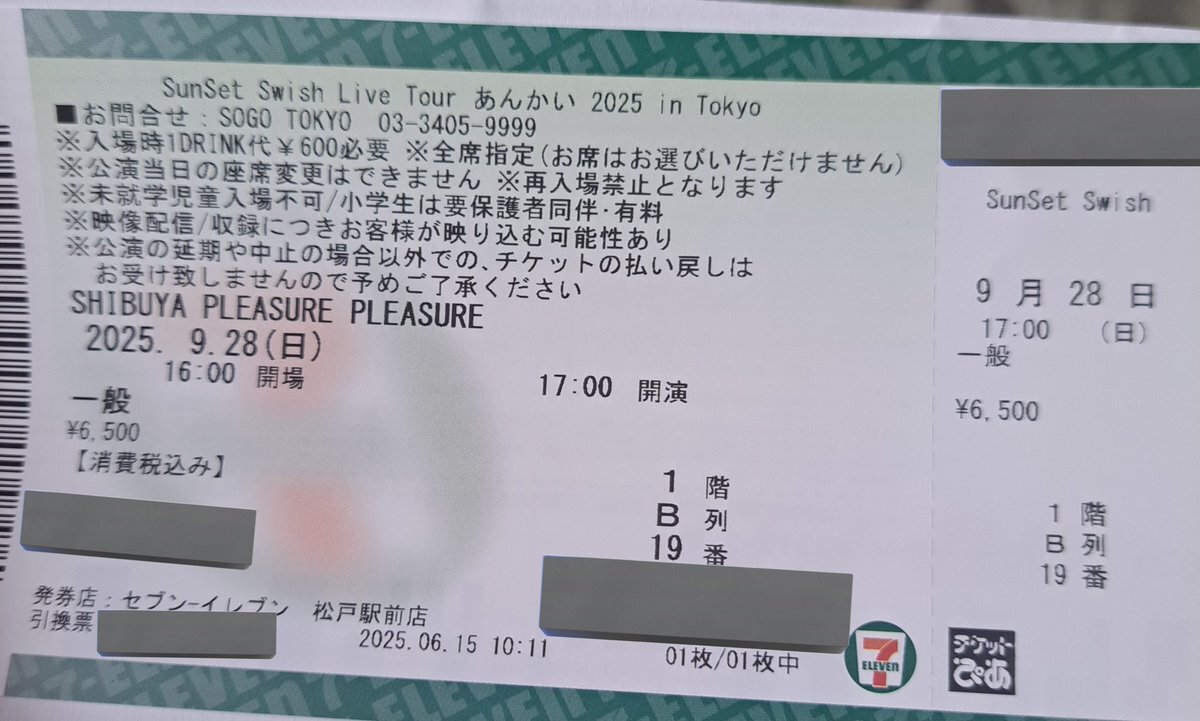 7-ELEVEN 7-ELEVEN 7-ELEVEN
SunSet Swish Live Tour あんかい 2025 in Tokyo
■お問合せ：SOGO TOKYO 03-3405-9999
※入場時1DRINK代￥600必要 ※全席指定(お席はお選びいただけません)
※公演当日の座席変更はできません ※再入場禁止となります
※未就学児童入場不可/小学生は要保護者同伴・有料
※映像配信/収録につきお客様が映り込む可能性あり
※公演の延期や中止の場合以外での、チケットの払い戻しは
お受け致しませんので予めご了承ください
SHIBUYA PLEASURE PLEASURE
2025. 9.28(日)
16:00 開場 17:00 開演
一般
¥6,500
【消費税込み】
1 階
B 列
19 番
発券店：セブン-イレブン 松戸駅前店
引換票
2025.06.15 10:11
01枚/01枚中
7
ELEVEN
SunSet Swish
9 月 28 日
17:00 (日)
一般
¥6,500
1 階
B 列
19 番
チケット
ぴあ